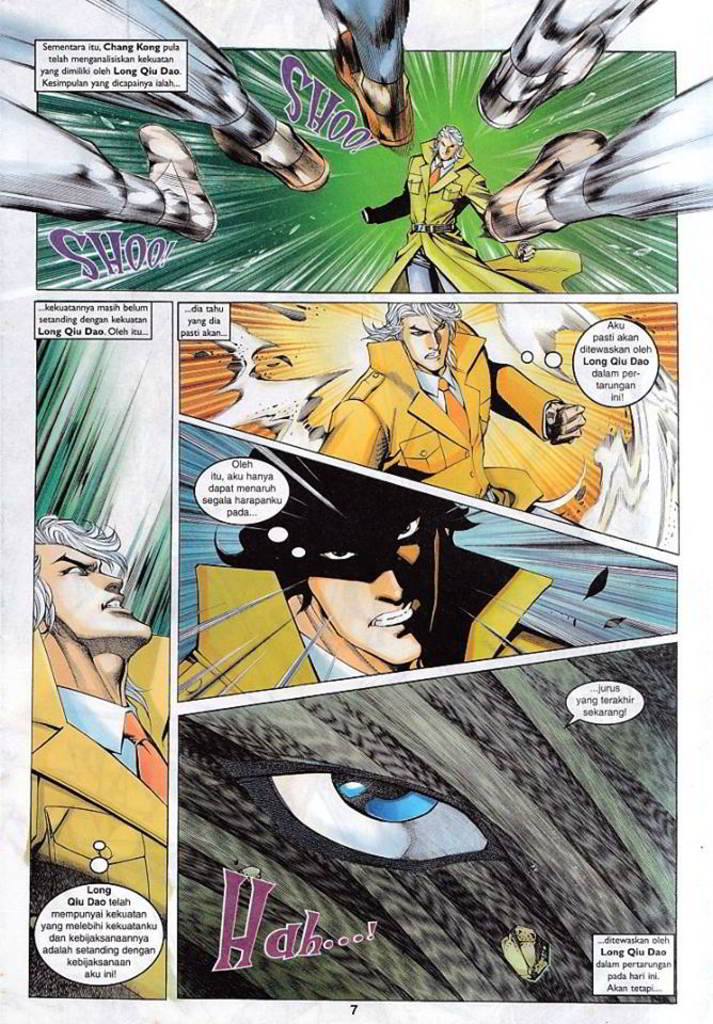 Sementara itu, Chang Kong pula
telah menganalisiskan kekuatan
yang dimiliki oleh Long Qiu Dao.
Kesimpulan yang dicapainya ialah...
SHOO!
SHOO!
...kekuatannya masih belum
setanding dengan kekuatan
Long Qiu Dao. Oleh itu...
Long
Qiu Dao telah
mempunyai kekuatan
yang melebihi kekuatanku
dan kebijaksanaannya
adalah setanding dengan
kebijaksanaan
aku ini!
...dia tahu
yang dia
pasti akan...
Aku
pasti akan
ditewaskan oleh
Long Qiu Dao
dalam per-
tarungan
ini!
Oleh
itu, aku hanya
dapat menaruh
segala harapanku
pada...
...jurus
yang terakhir
sekarang!
Hah...!
...ditewaskan oleh
Long Qiu Dao
dalam pertarungan
pada hari ini.
Akan tetapi....
7